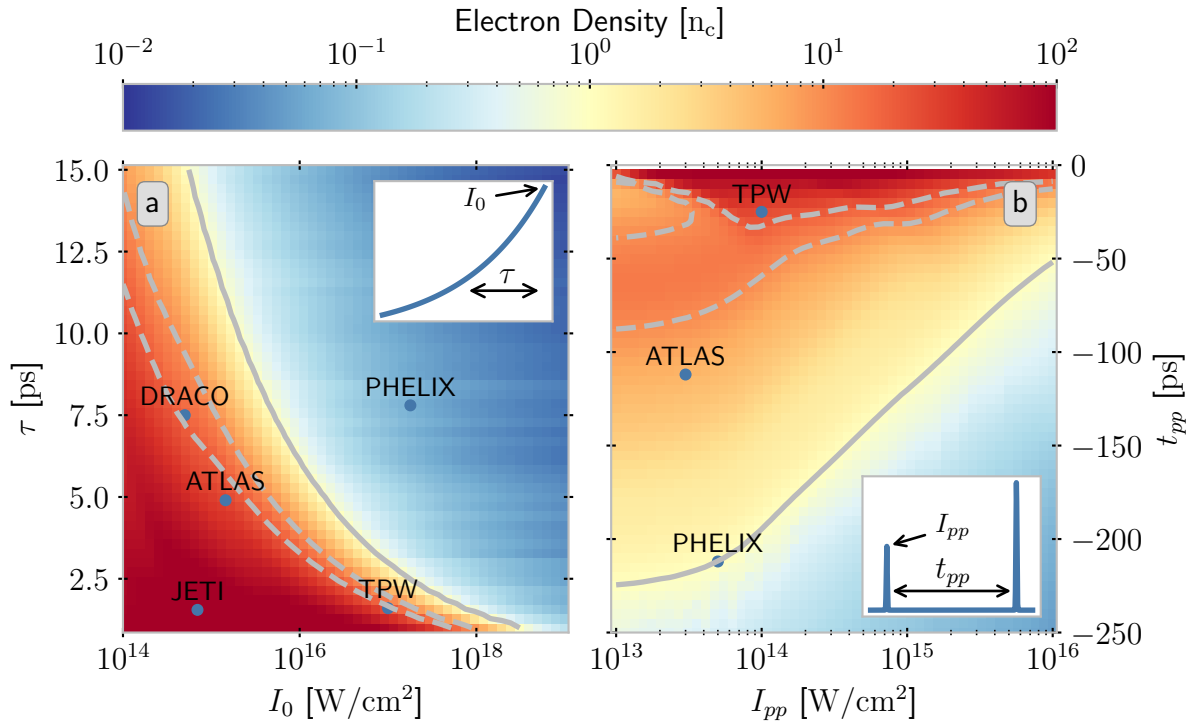 Electron Density [n_c]
10^−2 10^−1 10^0 10^1 10^2
a
15.0
12.5
10.0
7.5
5.0
2.5
τ [ps]
I_0
τ
DRACO
PHELIX
ATLAS
JETI
TPW
10^14 10^16 10^18
I_0 [W/cm^2]
b
TPW
ATLAS
PHELIX
I_pp
t_pp
0
−50
−100
−150
−200
−250
t_pp [ps]
10^13 10^14 10^15 10^16
I_pp [W/cm^2]